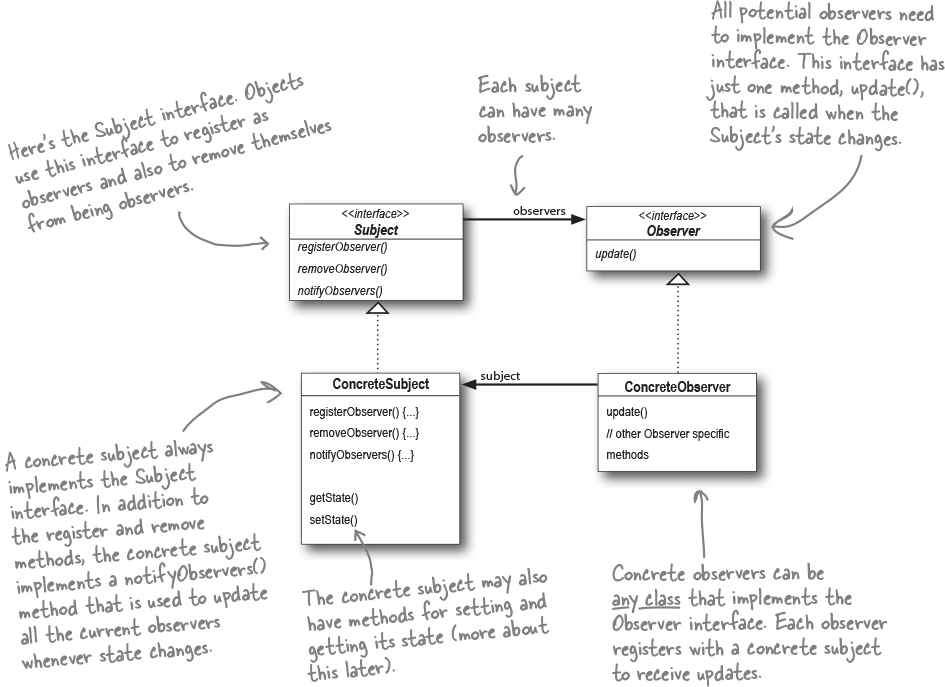 All potential observers need
to implement the Observer
interface. This interface has
just one method, update(),
that is called when the
Subject's state changes.
Each subject
can have many
observers.
Here's the Subject interface. Objects
use this interface to register as
observers and also to remove themselves
from being observers.
<<interface>>
Subject
registerObserver()
removeObserver()
notifyObservers()
observers
<<interface>>
Observer
update()
ConcreteSubject
registerObserver() {...}
removeObserver() {...}
notifyObservers() {...}
getState()
setState()
subject
ConcreteObserver
update()
// other Observer specific
methods
A concrete subject always
implements the Subject
interface. In addition to
the register and remove
methods, the concrete subject
implements a notifyObservers()
method that is used to update
all the current observers
whenever state changes.
The concrete subject may also
have methods for setting and
getting its state (more about
this later).
Concrete observers can be
any class that implements the
Observer interface. Each observer
registers with a concrete subject
to receive updates.